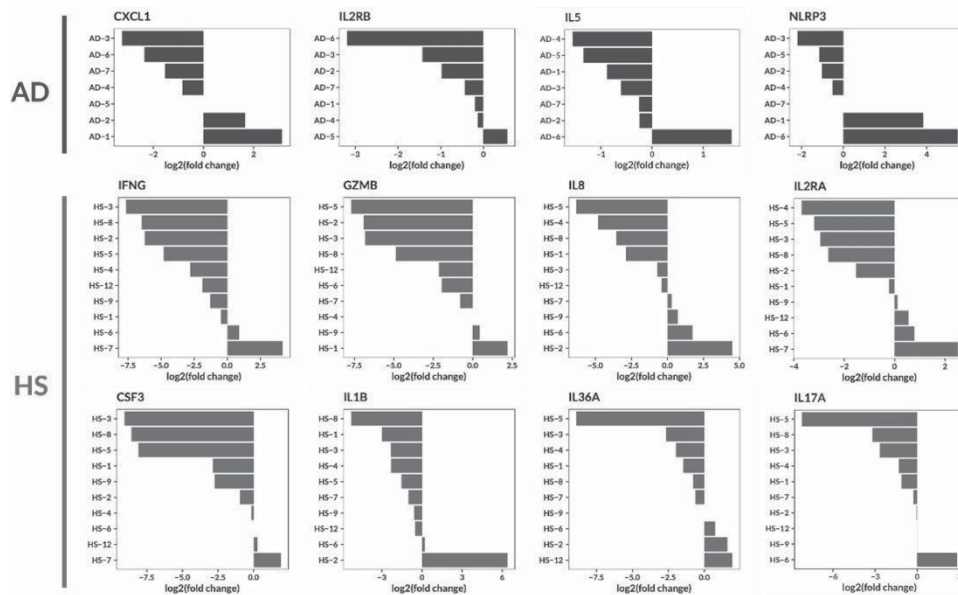 AD
CXCL1
AD-3
AD-6
AD-7
AD-4
AD-5
AD-2
AD-1
-2 0 2
log2(fold change)
IL2RB
AD-6
AD-3
AD-2
AD-7
AD-1
AD-4
AD-5
-3 -2 -1 0
log2(fold change)
IL5
AD-4
AD-5
AD-1
AD-3
AD-7
AD-2
AD-6
-1 0 1
log2(fold change)
NLRP3
AD-3
AD-5
AD-2
AD-4
AD-7
AD-1
AD-6
-2 0 2 4
log2(fold change)
HS
IFNG
HS-3
HS-8
HS-2
HS-5
HS-4
HS-12
HS-9
HS-1
HS-6
HS-7
-7.5 -5.0 -2.5 0.0 2.5
log2(fold change)
GZMB
HS-5
HS-2
HS-3
HS-8
HS-12
HS-6
HS-7
HS-4
HS-9
HS-1
-7.5 -5.0 -2.5 0.0 2.5
log2(fold change)
IL8
HS-5
HS-4
HS-8
HS-1
HS-3
HS-12
HS-7
HS-9
HS-6
HS-2
-5.0 -2.5 0.0 2.5 5.0
log2(fold change)
IL2RA
HS-4
HS-5
HS-3
HS-8
HS-2
HS-1
HS-9
HS-12
HS-6
HS-7
-4 -2 0 2
log2(fold change)
CSF3
HS-3
HS-8
HS-5
HS-1
HS-9
HS-2
HS-4
HS-6
HS-12
HS-7
-7.5 -5.0 -2.5 0.0
log2(fold change)
IL1B
HS-8
HS-1
HS-3
HS-4
HS-5
HS-7
HS-9
HS-12
HS-6
HS-2
-3 0 3 6
log2(fold change)
IL36A
HS-5
HS-3
HS-4
HS-1
HS-8
HS-7
HS-9
HS-6
HS-2
HS-12
-7.5 -5.0 -2.5 0.0
log2(fold change)
IL17A
HS-5
HS-8
HS-3
HS-4
HS-1
HS-7
HS-2
HS-12
HS-9
HS-6
-6 -3 0
log2(fold change)